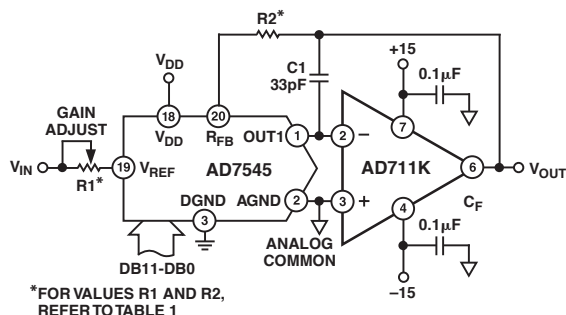 R2*
C1
33pF
+15
0.1µF
VDD
GAIN
ADJUST
18
VDD
20
RFB
OUT1
1
2
–
7
VIN
R1*
19
VREF
AD7545
AD711K
6
VOUT
DGND
3
AGND
2
3
+
4
CF
ANALOG
COMMON
0.1µF
DB11-DB0
–15
*FOR VALUES R1 AND R2,
REFER TO TABLE 1